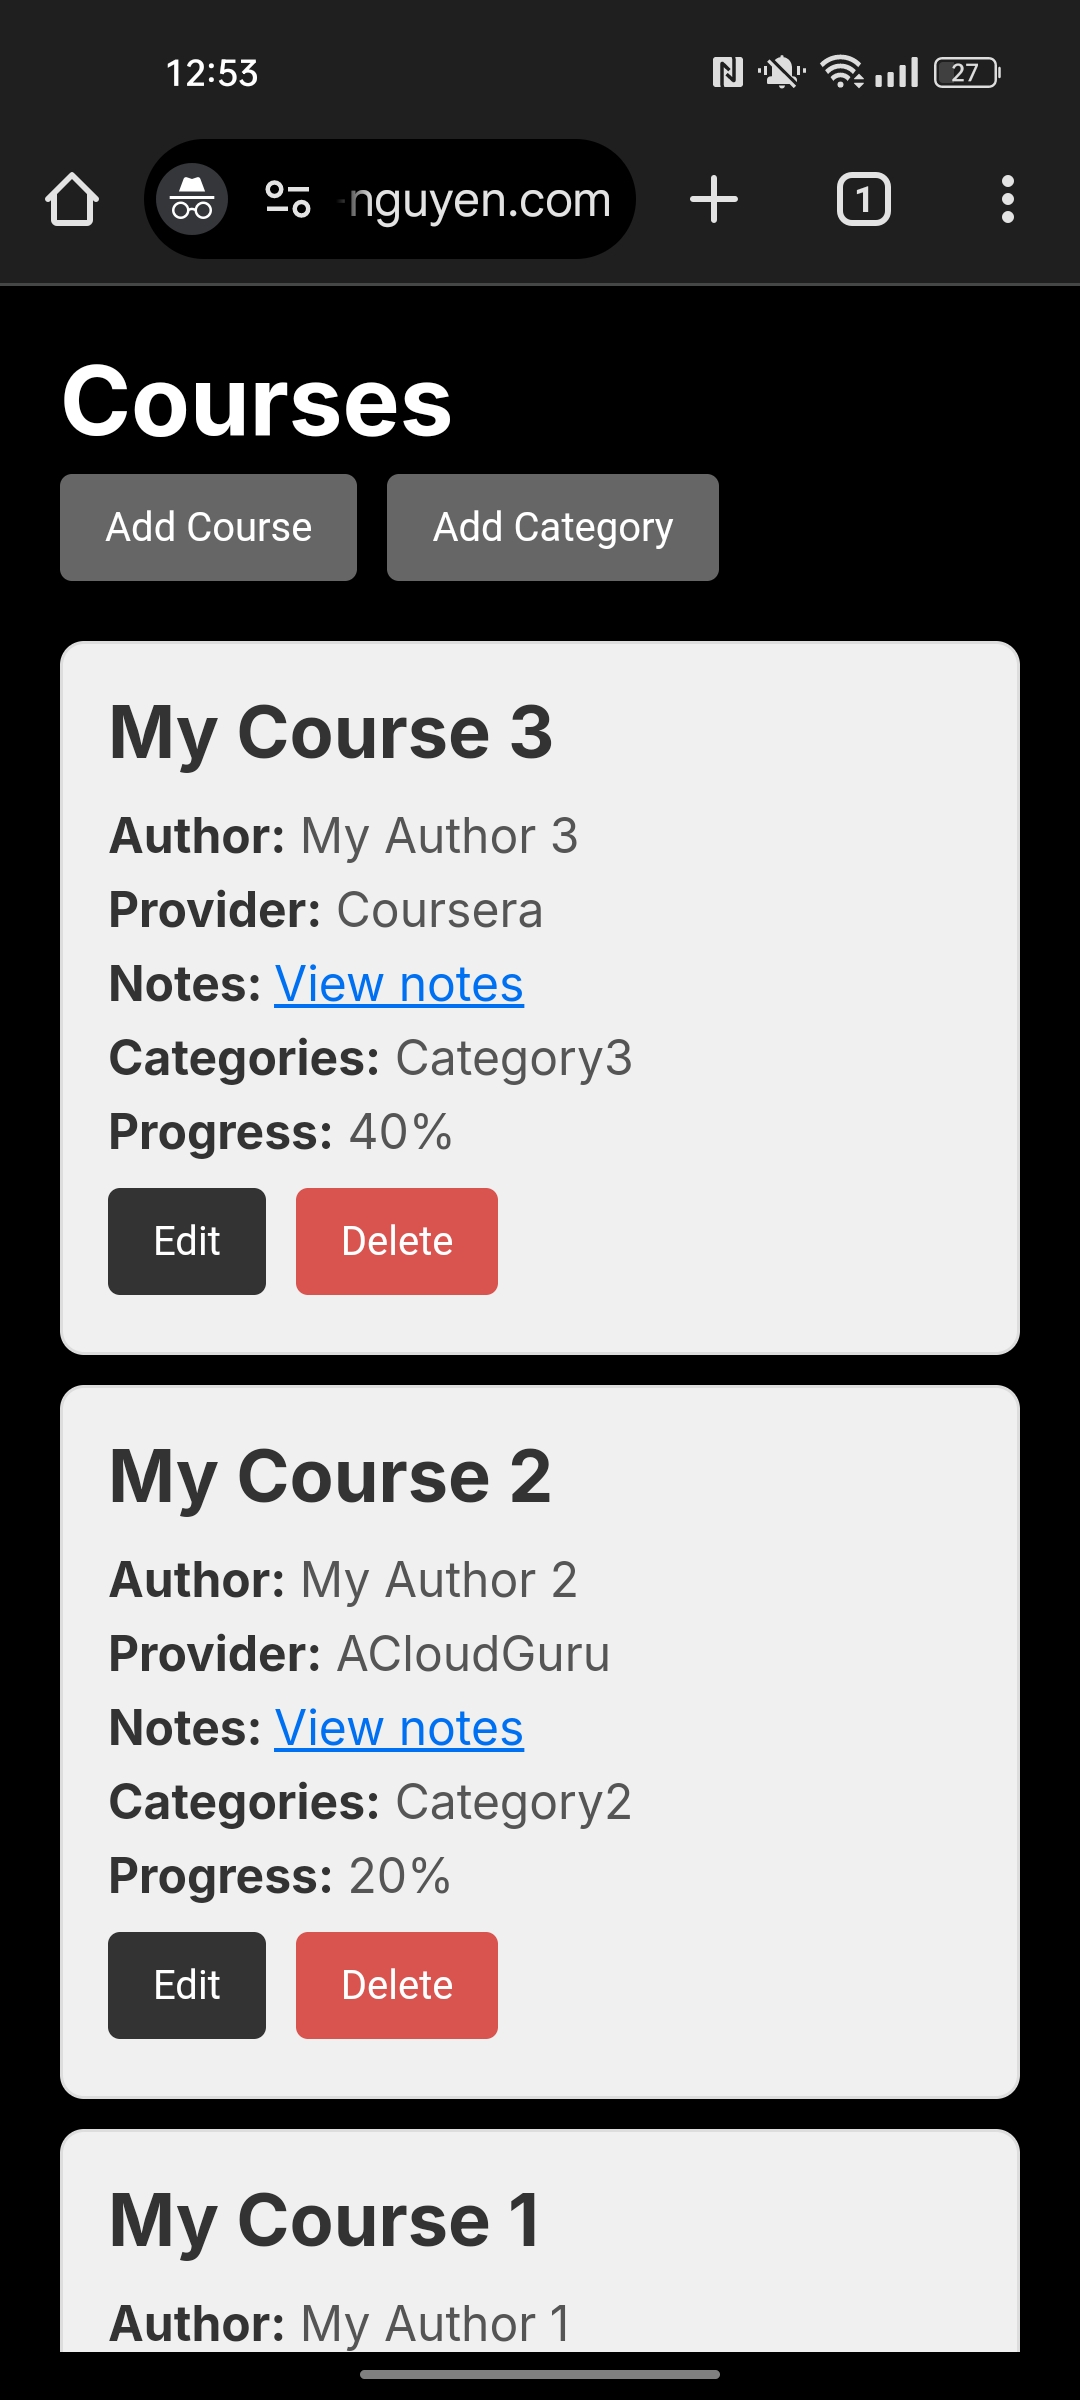 12:53
27
nguyen.com
1
Courses
Add Course
Add Category
My Course 3
Author: My Author 3
Provider: Coursera
Notes: View notes
Categories: Category3
Progress: 40%
Edit
Delete
My Course 2
Author: My Author 2
Provider: ACloudGuru
Notes: View notes
Categories: Category2
Progress: 20%
Edit
Delete
My Course 1
Author: My Author 1